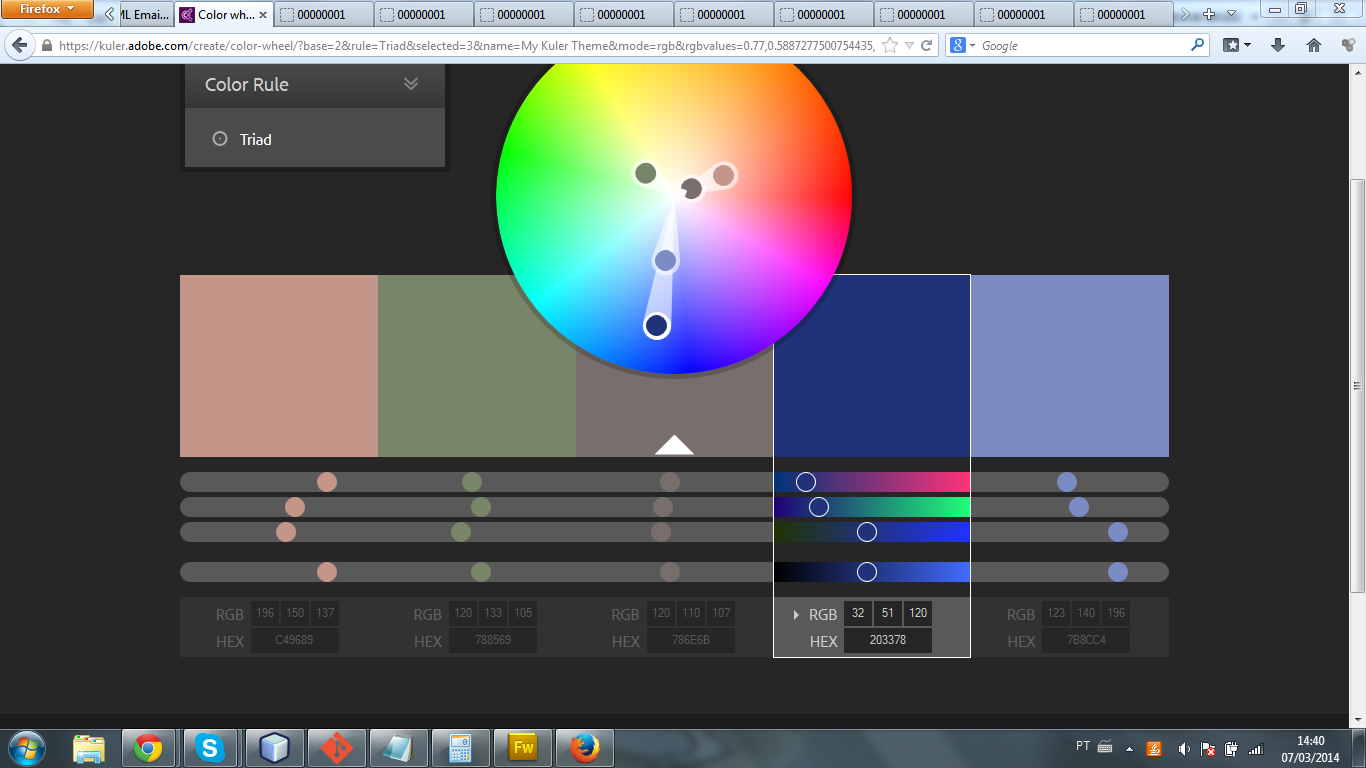 Firefox
ML Emai... Color wh... 00000001 00000001 00000001 00000001 00000001 00000001 00000001 00000001 00000001
https://kuler.adobe.com/create/color-wheel/?base=2&rule=Triad&selected=3&name=My Kuler Theme&mode=rgb&rgbvalues=0.77,0.5887277500754435,
Google
Color Rule
Triad
RGB 196 150 137 RGB 120 133 105 RGB 120 110 107 RGB 32 51 120 RGB 123 140 196
HEX C49689 HEX 788569 HEX 786E6B HEX 203378 HEX 7B8CC4
Fw
PT
14:40
07/03/2014